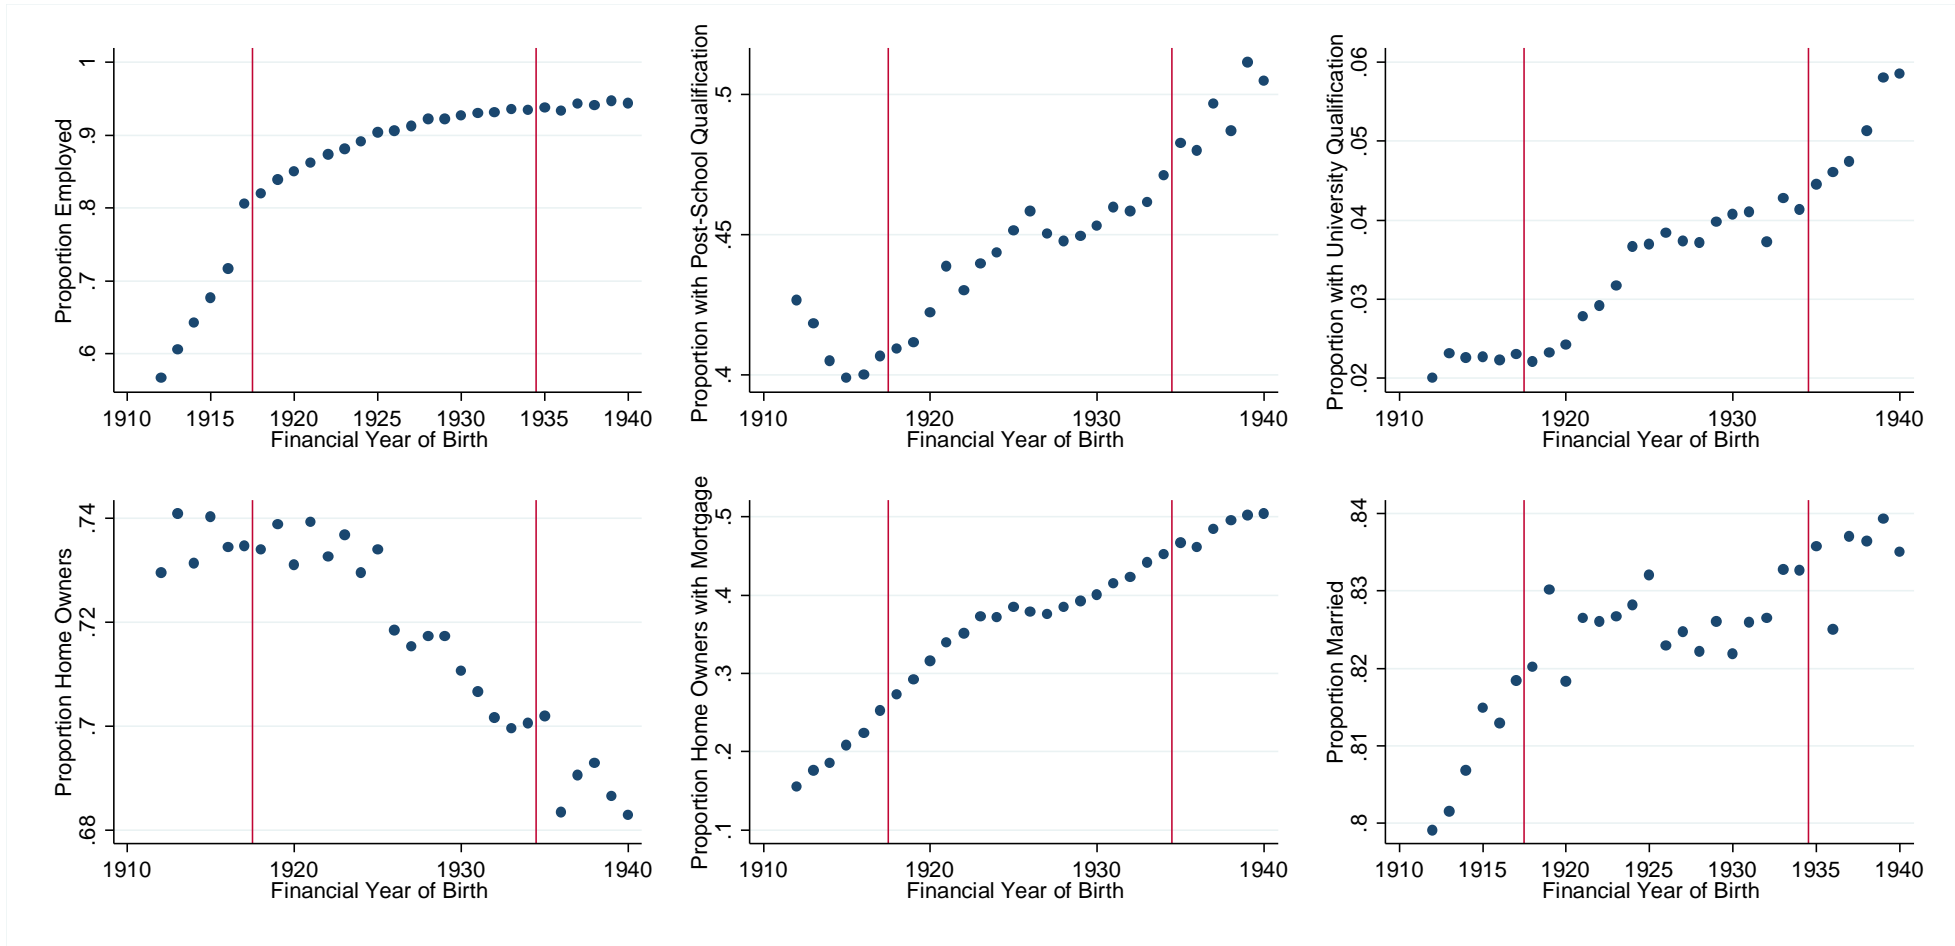 Proportion Employed
1
.9
.8
.7
.6
1910 1915 1920 1925 1930 1935 1940
Financial Year of Birth
Proportion with Post-School Qualification
.5
.45
.4
1910 1920 1930 1940
Financial Year of Birth
Proportion with University Qualification
.06
.05
.04
.03
.02
1910 1920 1930 1940
Financial Year of Birth
Proportion Home Owners
.74
.72
.7
.68
1910 1920 1930 1940
Financial Year of Birth
Proportion Home Owners with Mortgage
.5
.4
.3
.2
.1
1910 1920 1930 1940
Financial Year of Birth
Proportion Married
.84
.83
.82
.81
.8
1910 1915 1920 1925 1930 1935 1940
Financial Year of Birth